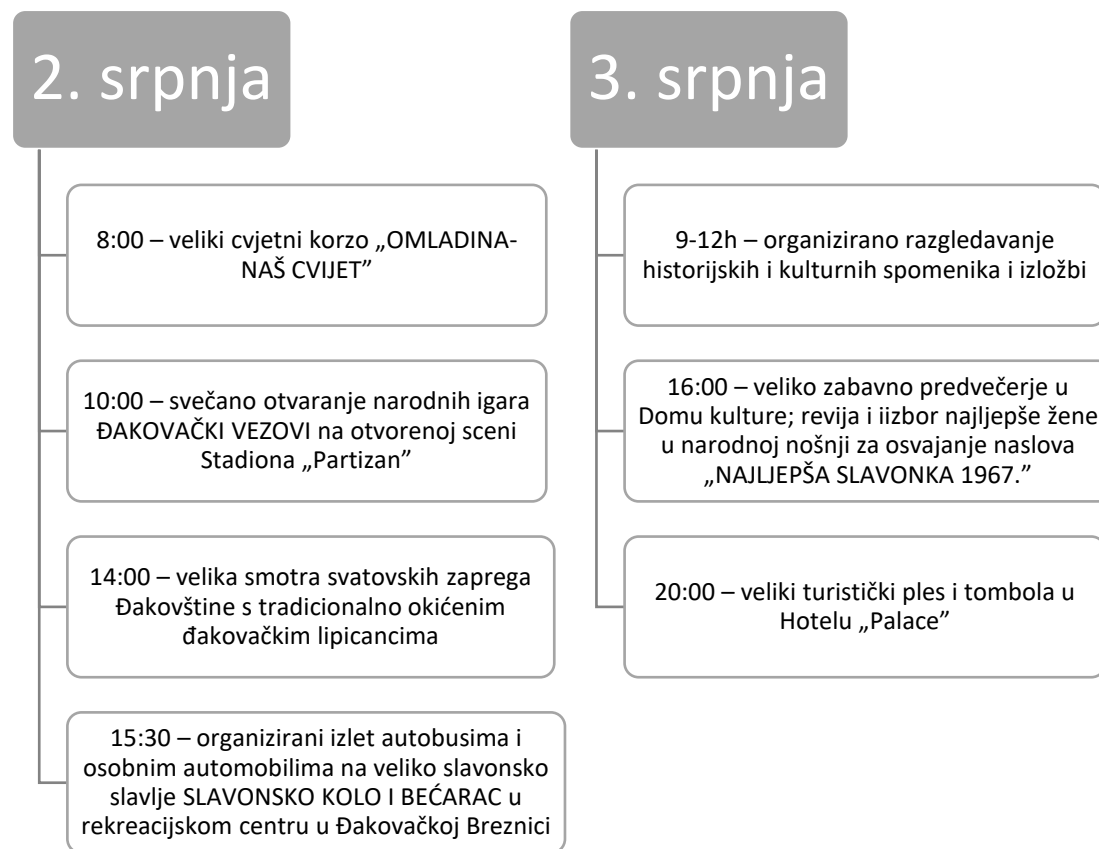 2. srpnja
8:00 – veliki cvjetni korzo „OMLADINA-
NAŠ CVIJET”
10:00 – svečano otvaranje narodnih igara
ĐAKOVAČKI VEZOVI na otvorenoj sceni
Stadiona „Partizan”
14:00 – velika smotra svatovskih zaprega
Đakovštine s tradicionalno okićenim
đakovačkim lipicancima
15:30 – organizirani izlet autobusima i
osobnim automobilima na veliko slavonsko
slavlje SLAVONSKO KOLO I BEĆARAC u
rekreacijskom centru u Đakovačkoj Breznici
3. srpnja
9-12h – organizirano razgledavanje
historijskih i kulturnih spomenika i izložbi
16:00 – veliko zabavno predvečerje u
Domu kulture; revija i iizbor najljepše žene
u narodnoj nošnji za osvajanje naslova
„NAJLJEPŠA SLAVONKA 1967.”
20:00 – veliki turistički ples i tombola u
Hotelu „Palace”